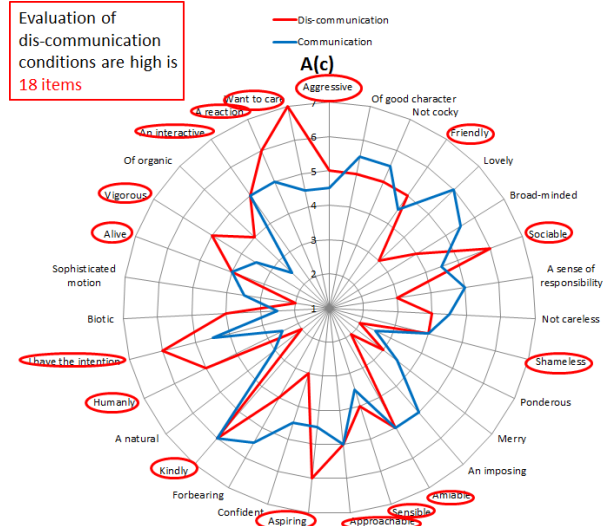 Evaluation of
dis-communication
conditions are high is
18 items
Dis-communication
Communication
A(c)
Aggressive
Of good character
Not cocky
Friendly
Lovely
Broad-minded
Sociable
A sense of
responsibility
Not careless
Shameless
Ponderous
Merry
An imposing
Amiable
Sensible
Approachable
Aspiring
Confident
Forbearing
Kindly
A natural
Humanly
I have the intention
Biotic
Sophisticated
motion
Alive
Vigorous
Of organic
An interactive
A reaction
Want to care
7
6
5
4
3
2
1